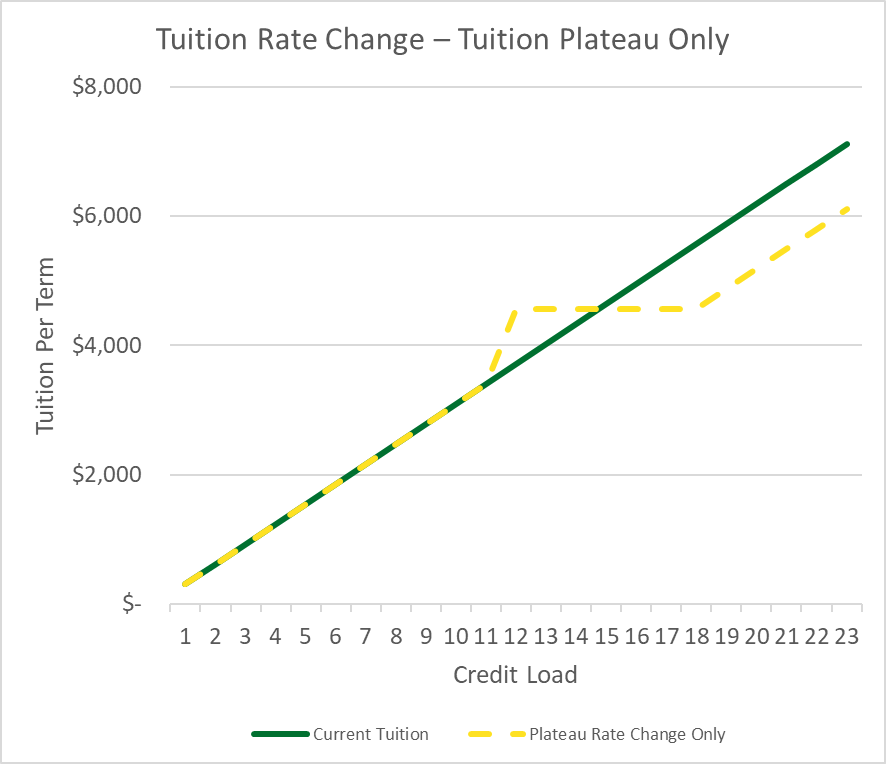 Tuition Rate Change – Tuition Plateau Only
$8,000
$6,000
$4,000
$2,000
$-
Tuition Per Term
1 2 3 4 5 6 7 8 9 10 11 12 13 14 15 16 17 18 19 20 21 22 23
Credit Load
Current Tuition
Plateau Rate Change Only